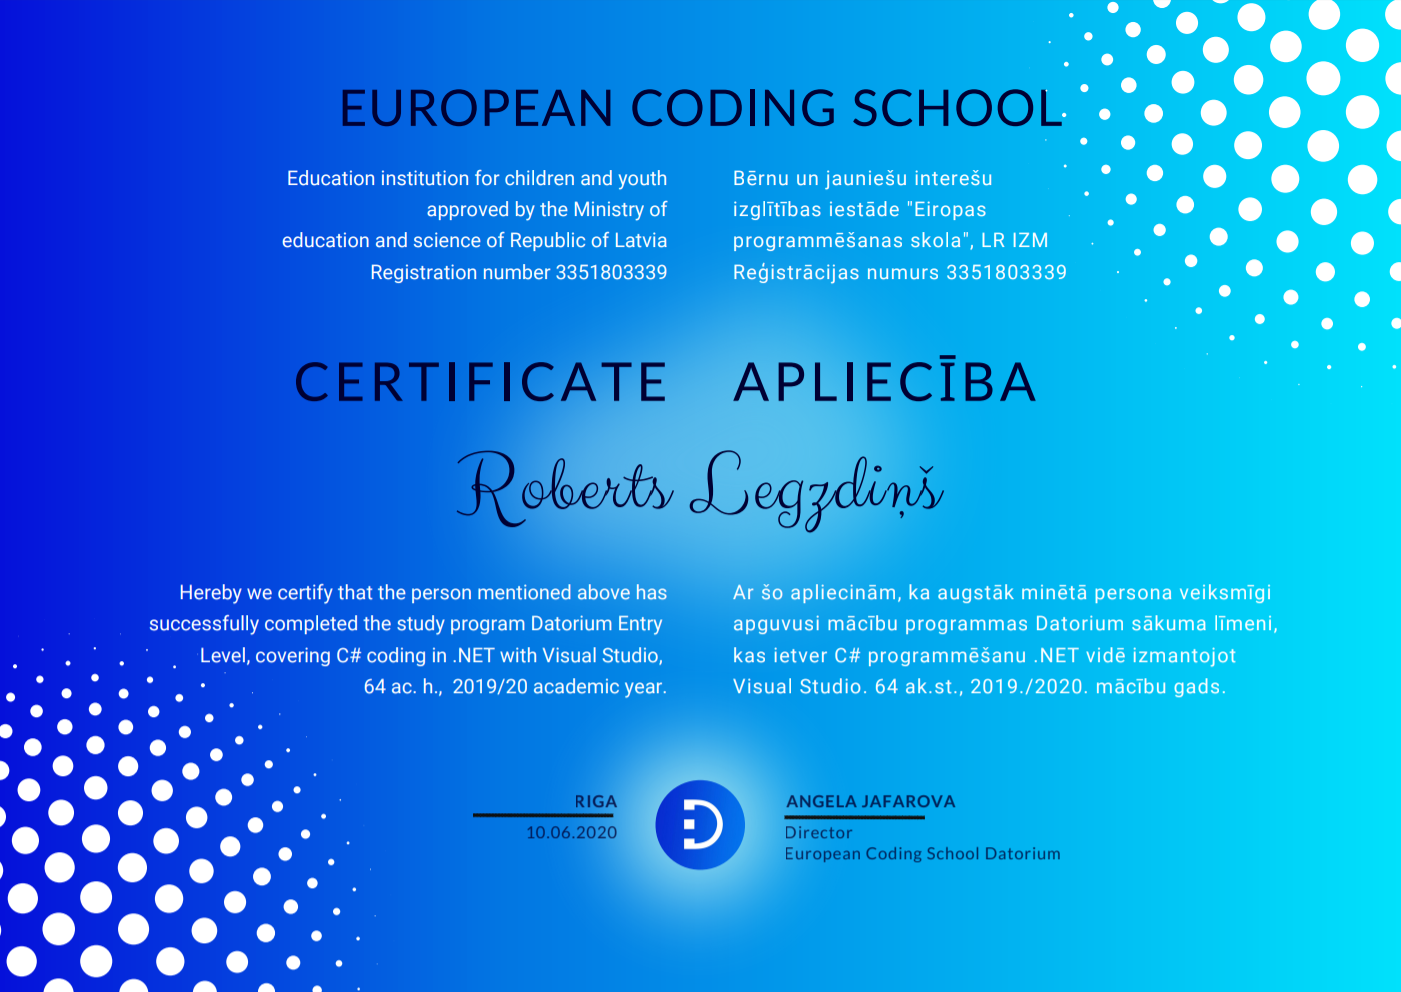 EUROPEAN CODING SCHOOL
Education institution for children and youth
approved by the Ministry of
education and science of Republic of Latvia
Registration number 3351803339
Bērnu un jauniešu interešu
izglītības iestāde "Eiropas
programmēšanas skola", LR IZM
Reģistrācijas numurs 3351803339
CERTIFICATE
APLIECĪBA
Roberts Legzdiņš
Hereby we certify that the person mentioned above has
successfully completed the study program Datorium Entry
Level, covering C# coding in .NET with Visual Studio,
64 ac. h., 2019/20 academic year.
Ar šo apliecinām, ka augstāk minētā persona veiksmīgi
apguvusi mācību programmas Datorium sākuma līmeni,
kas ietver C# programmēšanu .NET vidē izmantojot
Visual Studio. 64 ak.st., 2019./2020. mācību gads.
RIGA
10.06.2020
D
ANGELA JAFAROVA
Director
European Coding School Datorium